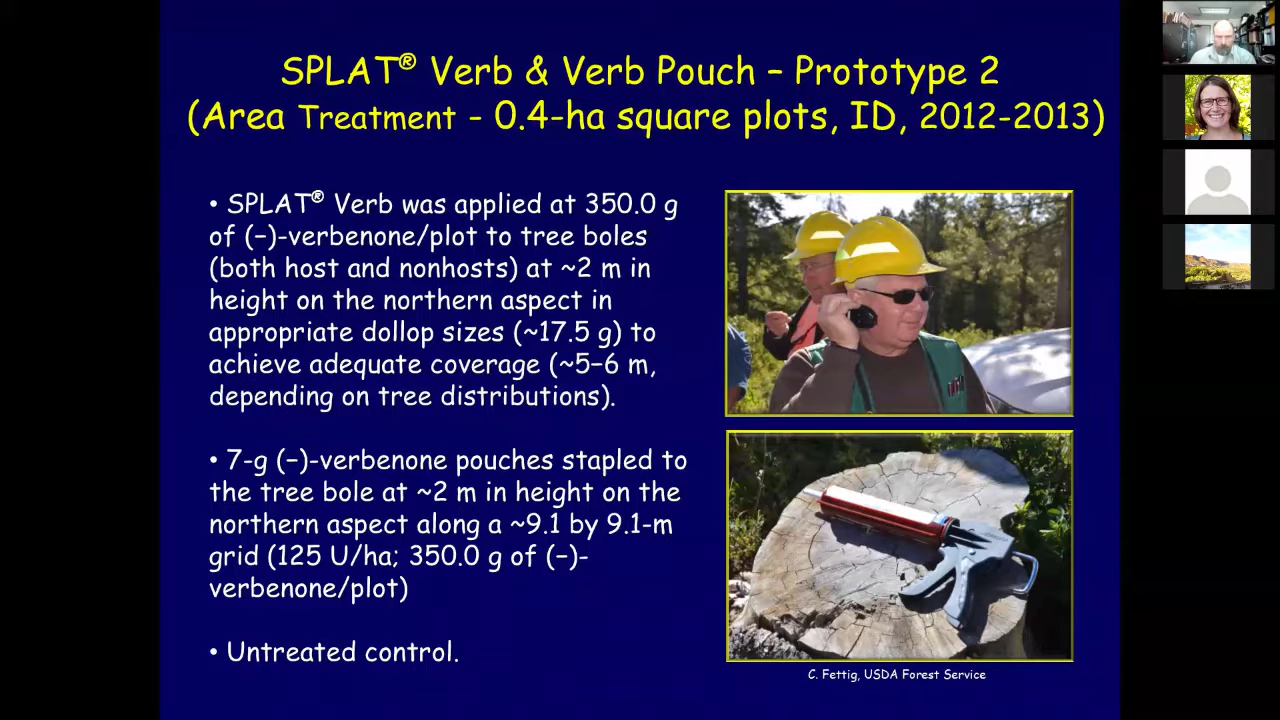 SPLAT® Verb & Verb Pouch – Prototype 2
(Area Treatment - 0.4-ha square plots, ID, 2012-2013)
• SPLAT® Verb was applied at 350.0 g
of (−)-verbenone/plot to tree boles
(both host and nonhosts) at ~2 m in
height on the northern aspect in
appropriate dollop sizes (~17.5 g) to
achieve adequate coverage (~5–6 m,
depending on tree distributions).
• 7-g (−)-verbenone pouches stapled to
the tree bole at ~2 m in height on the
northern aspect along a ~9.1 by 9.1-m
grid (125 U/ha; 350.0 g of (−)-
verbenone/plot)
• Untreated control.
C. Fettig, USDA Forest Service